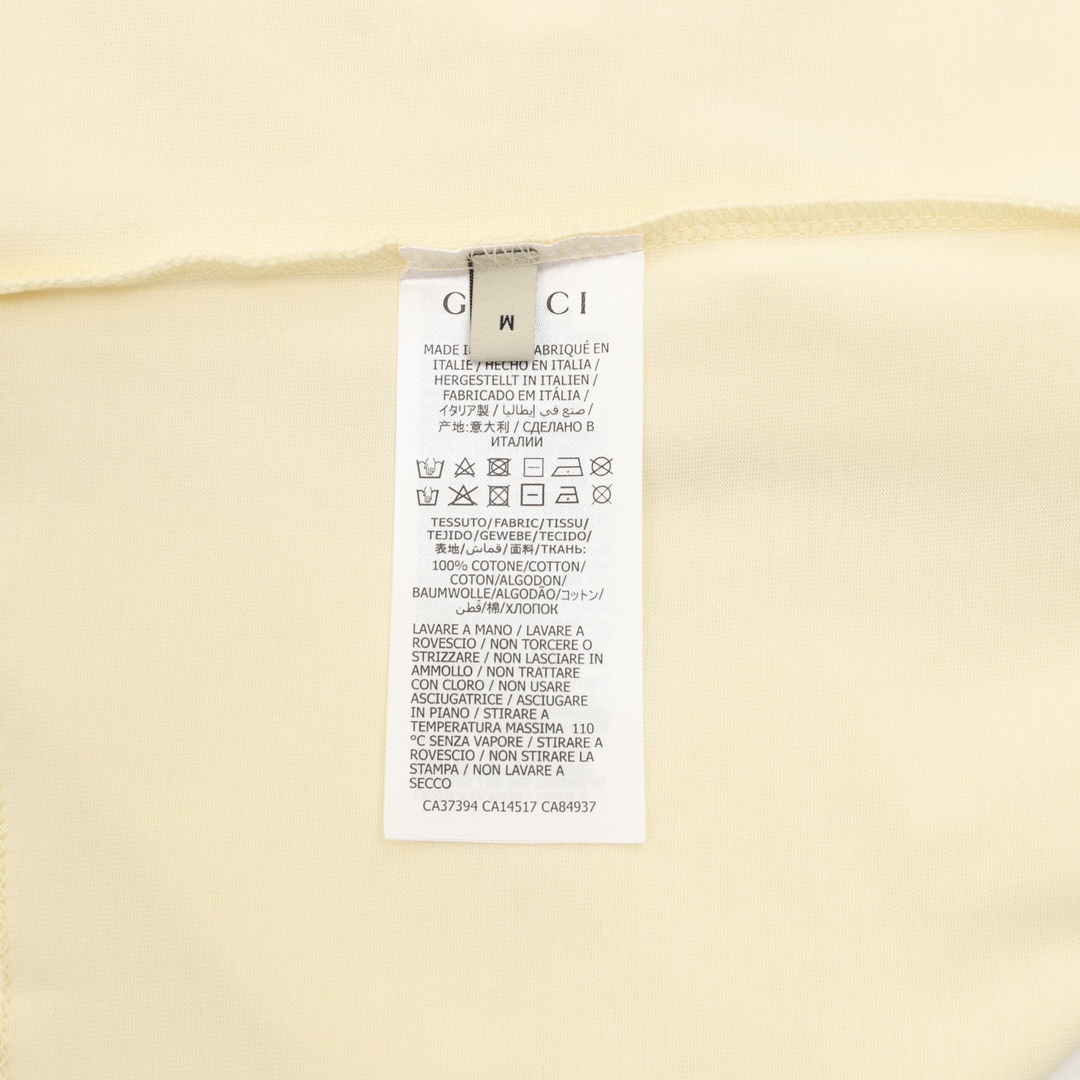 G CI
M
MADE I ABRIQUÉ EN
ITALIE / HECHO EN ITALIA /
HERGESTELLT IN ITALIEN /
FABRICADO EM ITÁLIA /
イタリア製 / صنع في إيطاليا /
产地:意大利 / СДЕЛАНО В
ИТАЛИИ
TESSUTO/FABRIC/TISSU/
TEJIDO/GEWEBE/TECIDO/
表地/قماش/面料/ТКАНЬ:
100% COTONE/COTTON/
COTON/ALGODON/
BAUMWOLLE/ALGODÃO/コットン/
قطن/棉/ХЛОПОК
LAVARE A MANO / LAVARE A
ROVESCIO / NON TORCERE O
STRIZZARE / NON LASCIARE IN
AMMOLLO / NON TRATTARE
CON CLORO / NON USARE
ASCIUGATRICE / ASCIUGARE
IN PIANO / STIRARE A
TEMPERATURA MASSIMA 110
°C SENZA VAPORE / STIRARE A
ROVESCIO / NON STIRARE LA
STAMPA / NON LAVARE A
SECCO
CA37394 CA14517 CA84937